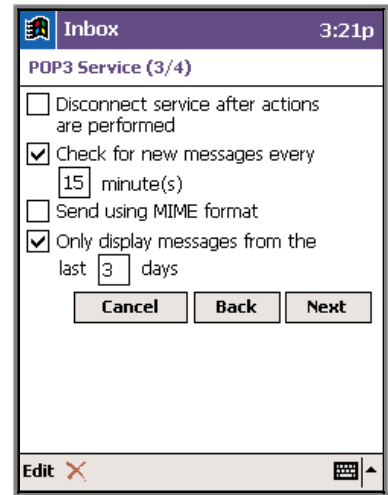 Inbox 3:21p
POP3 Service (3/4)
Disconnect service after actions
are performed
Check for new messages every
15 minute(s)
Send using MIME format
Only display messages from the
last 3 days
Cancel Back Next
Edit